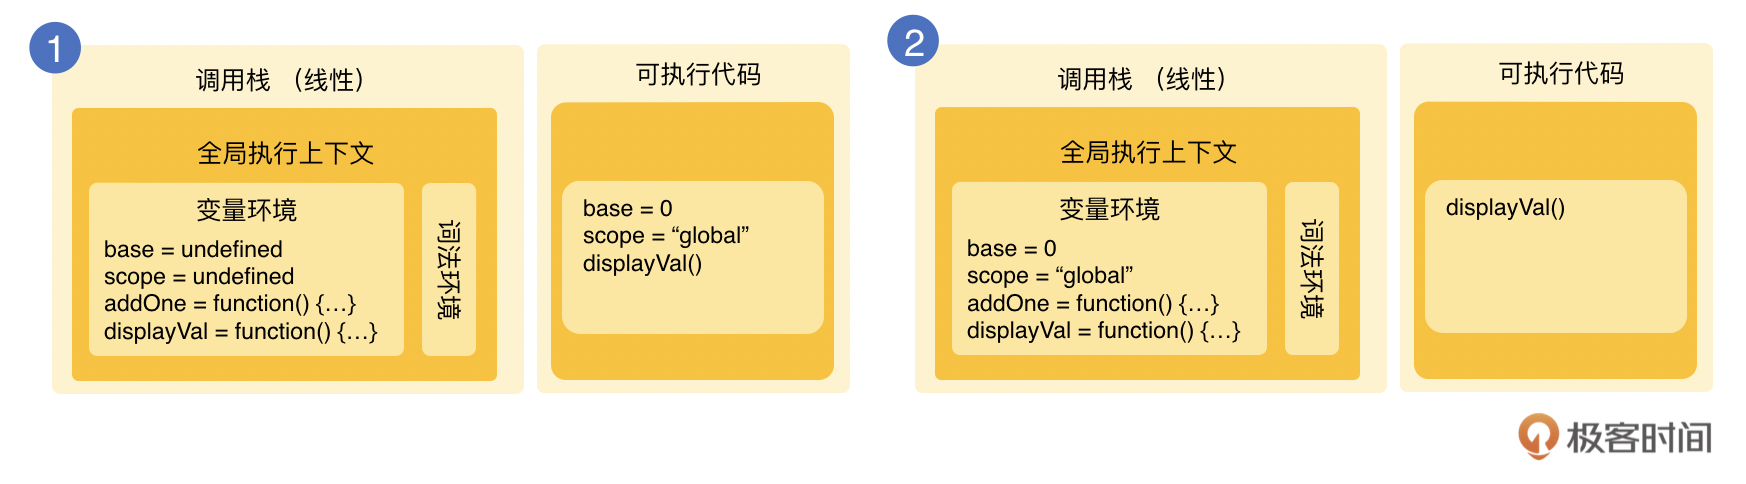 1
调用栈 （线性）
全局执行上下文
变量环境
base = undefined
scope = undefined
addOne = function() {…}
displayVal = function() {…}
词法环境
可执行代码
base = 0
scope = “global”
displayVal()
2
调用栈 （线性）
全局执行上下文
变量环境
base = 0
scope = “global”
addOne = function() {…}
displayVal = function() {…}
词法环境
可执行代码
displayVal()
极客时间